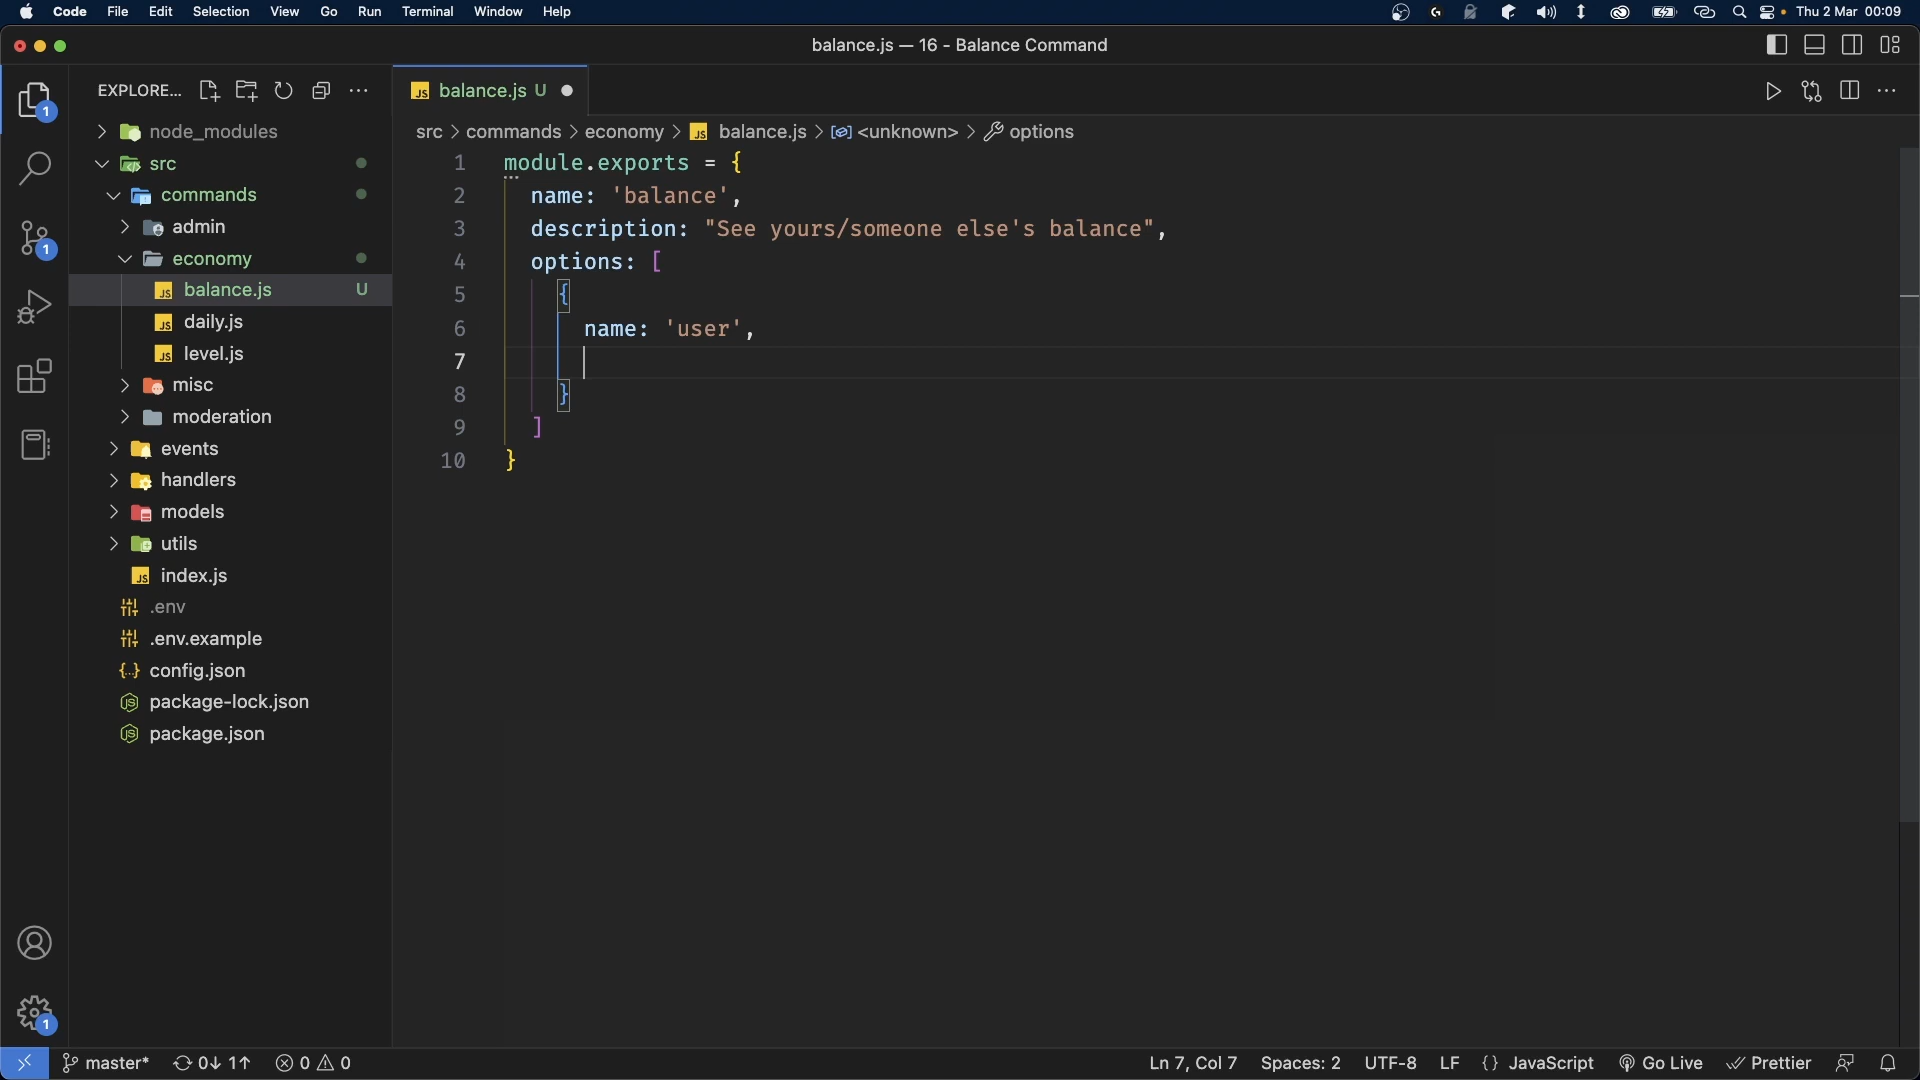 Code File Edit Selection View Go Run Terminal Window Help Thu 2 Mar 00:09
balance.js — 16 - Balance Command
EXPLORE...
node_modules
src
commands
admin
economy
balance.js U
daily.js
level.js
misc
moderation
events
handlers
models
utils
index.js
.env
.env.example
config.json
package-lock.json
package.json
1
1
1
balance.js U
src > commands > economy > balance.js > <unknown> > options
1 module.exports = {
2 name: 'balance',
3 description: "See yours/someone else's balance",
4 options: [
5 {
6 name: 'user',
7
8 }
9 ]
10 }
master* 0↓ 1↑ 0 0 Ln 7, Col 7 Spaces: 2 UTF-8 LF {} JavaScript Go Live Prettier